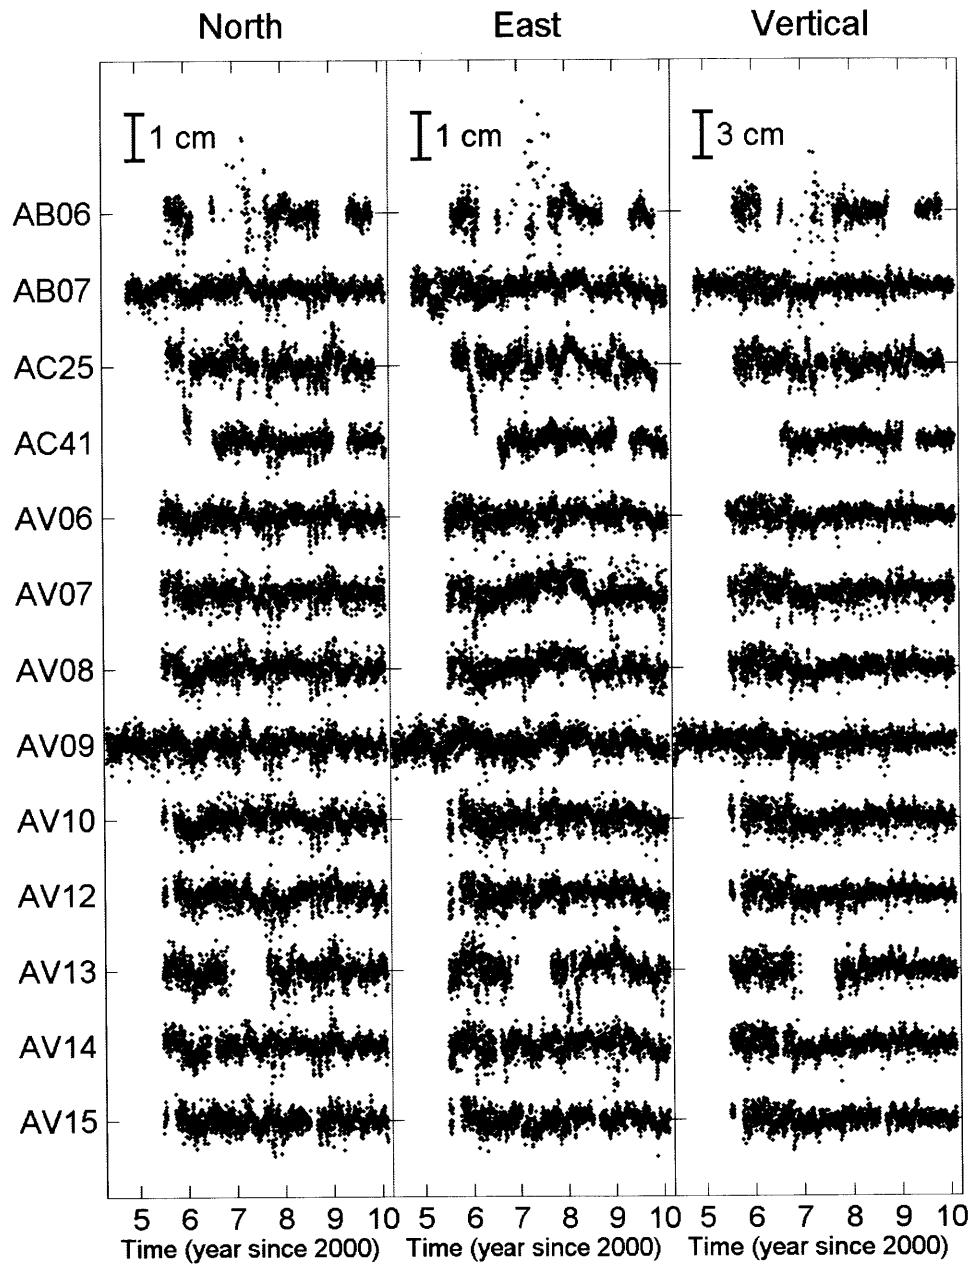 North East Vertical
1 cm 1 cm 3 cm
AB06
AB07
AC25
AC41
AV06
AV07
AV08
AV09
AV10
AV12
AV13
AV14
AV15
5 6 7 8 9 10 5 6 7 8 9 10 5 6 7 8 9 10
Time (year since 2000) Time (year since 2000) Time (year since 2000)